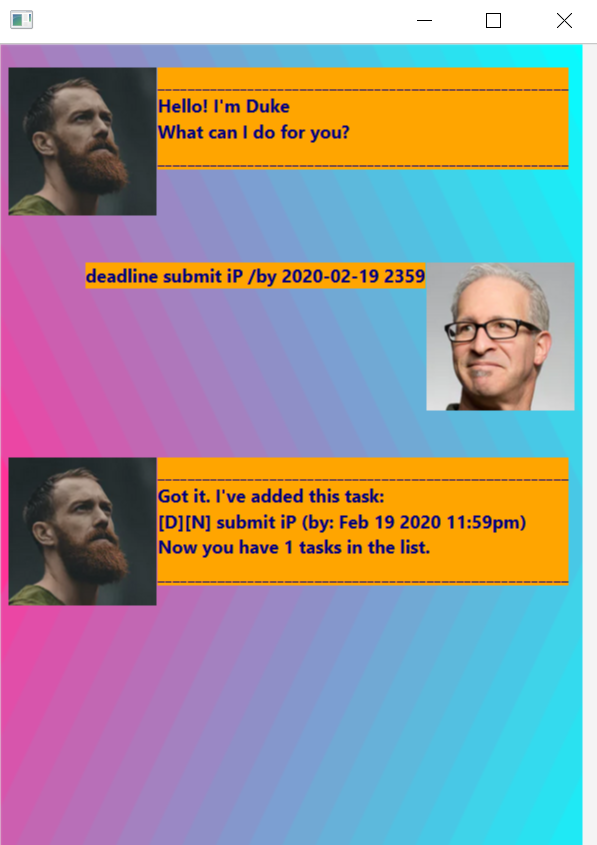 Hello! I'm Duke
What can I do for you?
deadline submit iP /by 2020-02-19 2359
Got it. I've added this task:
[D][N] submit iP (by: Feb 19 2020 11:59pm)
Now you have 1 tasks in the list.